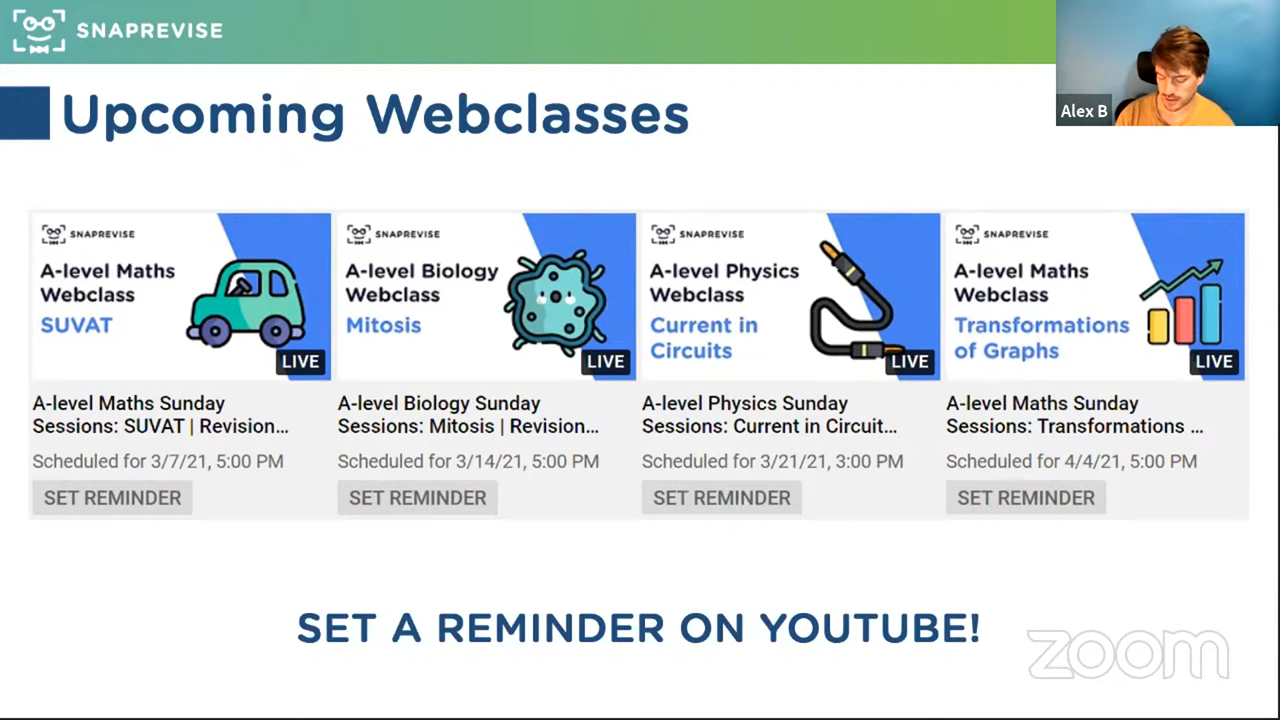 SNAPREVISE
Alex B
Upcoming Webclasses
SNAPREVISE
A-level Maths
Webclass
SUVAT
LIVE
A-level Maths Sunday
Sessions: SUVAT | Revision...
Scheduled for 3/7/21, 5:00 PM
SET REMINDER
SNAPREVISE
A-level Biology
Webclass
Mitosis
LIVE
A-level Biology Sunday
Sessions: Mitosis | Revision...
Scheduled for 3/14/21, 5:00 PM
SET REMINDER
SNAPREVISE
A-level Physics
Webclass
Current in
Circuits
LIVE
A-level Physics Sunday
Sessions: Current in Circuit...
Scheduled for 3/21/21, 3:00 PM
SET REMINDER
SNAPREVISE
A-level Maths
Webclass
Transformations
of Graphs
LIVE
A-level Maths Sunday
Sessions: Transformations ...
Scheduled for 4/4/21, 5:00 PM
SET REMINDER
SET A REMINDER ON YOUTUBE!
zoom